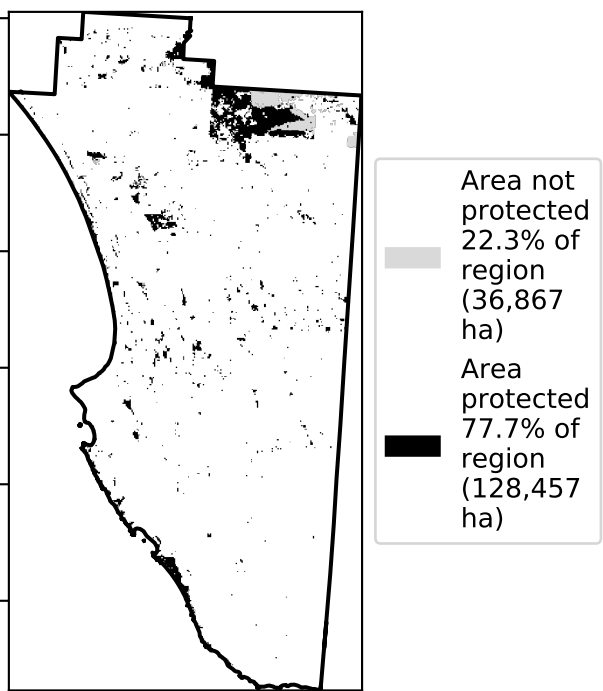 Area not
protected
22.3% of
region
(36,867
ha)
Area
protected
77.7% of
region
(128,457
ha)